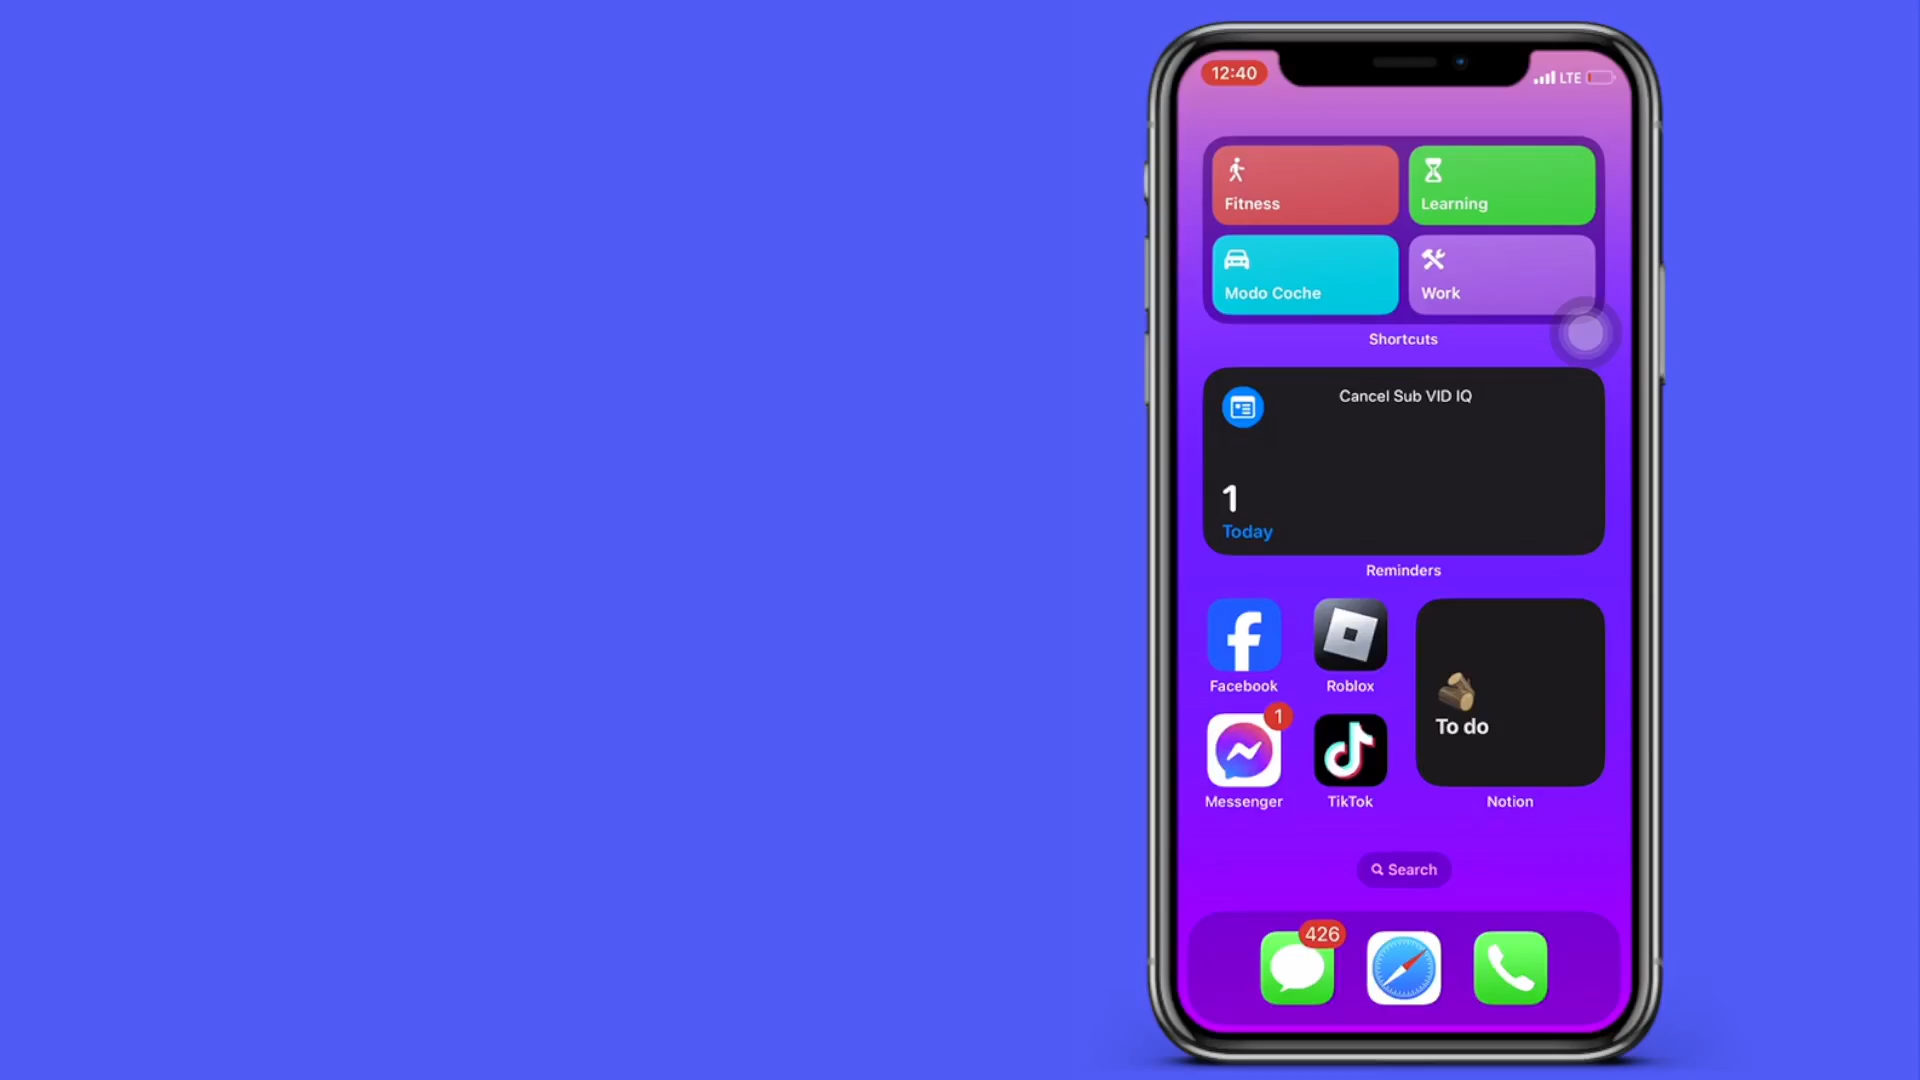 12:40
LTE
Fitness
Learning
Modo Coche
Work
Shortcuts
Cancel Sub VID IQ
1
Today
Reminders
Facebook
Roblox
1
To do
Messenger
TikTok
Notion
Search
426